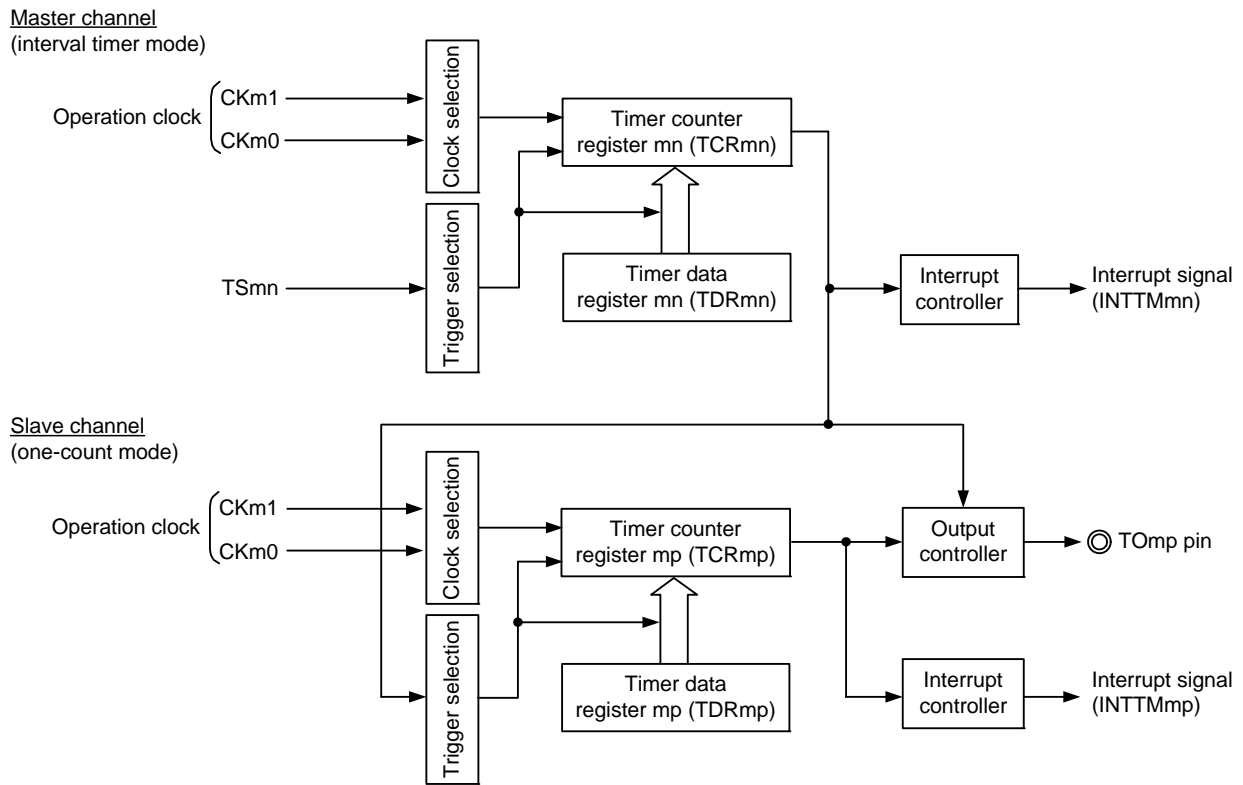 Master channel
(interval timer mode)
Operation clock
CKm1
CKm0
Clock selection
Timer counter
register mn (TCRmn)
TSmn
Trigger selection
Timer data
register mn (TDRmn)
Interrupt
controller
Interrupt signal
(INTTMmn)
Slave channel
(one-count mode)
Operation clock
CKm1
CKm0
Clock selection
Timer counter
register mp (TCRmp)
Output
controller
TOmp pin
Trigger selection
Timer data
register mp (TDRmp)
Interrupt
controller
Interrupt signal
(INTTMmp)